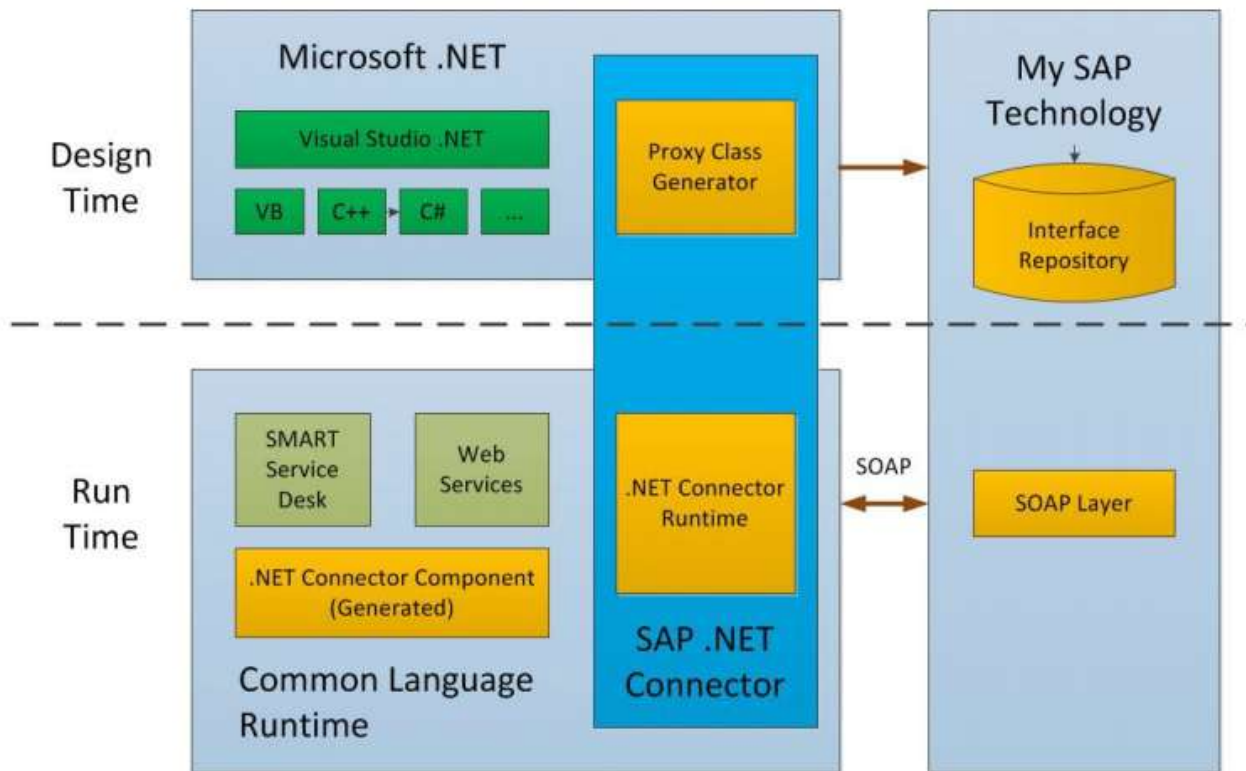 Microsoft .NET
My SAP
Technology
Design
Time
Visual Studio .NET
VB
C++
C#
...
Proxy Class
Generator
Interface
Repository
Run
Time
SMART
Service
Desk
Web
Services
.NET Connector
Runtime
SOAP
SOAP Layer
.NET Connector Component
(Generated)
SAP .NET
Connector
Common Language
Runtime